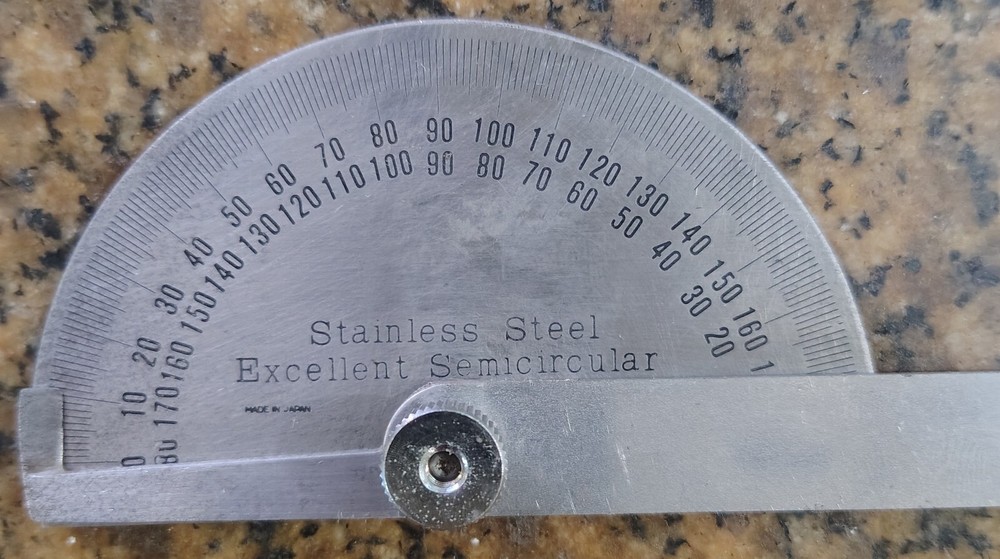 10 20 30 40 50 60 70 80 90 100 110 120 130 140 150 160 1
170 160 150 140 130 120 110 100 90 80 70 60 50 40 30 20
Stainless Steel
Excellent Semicircular
MADE IN JAPAN